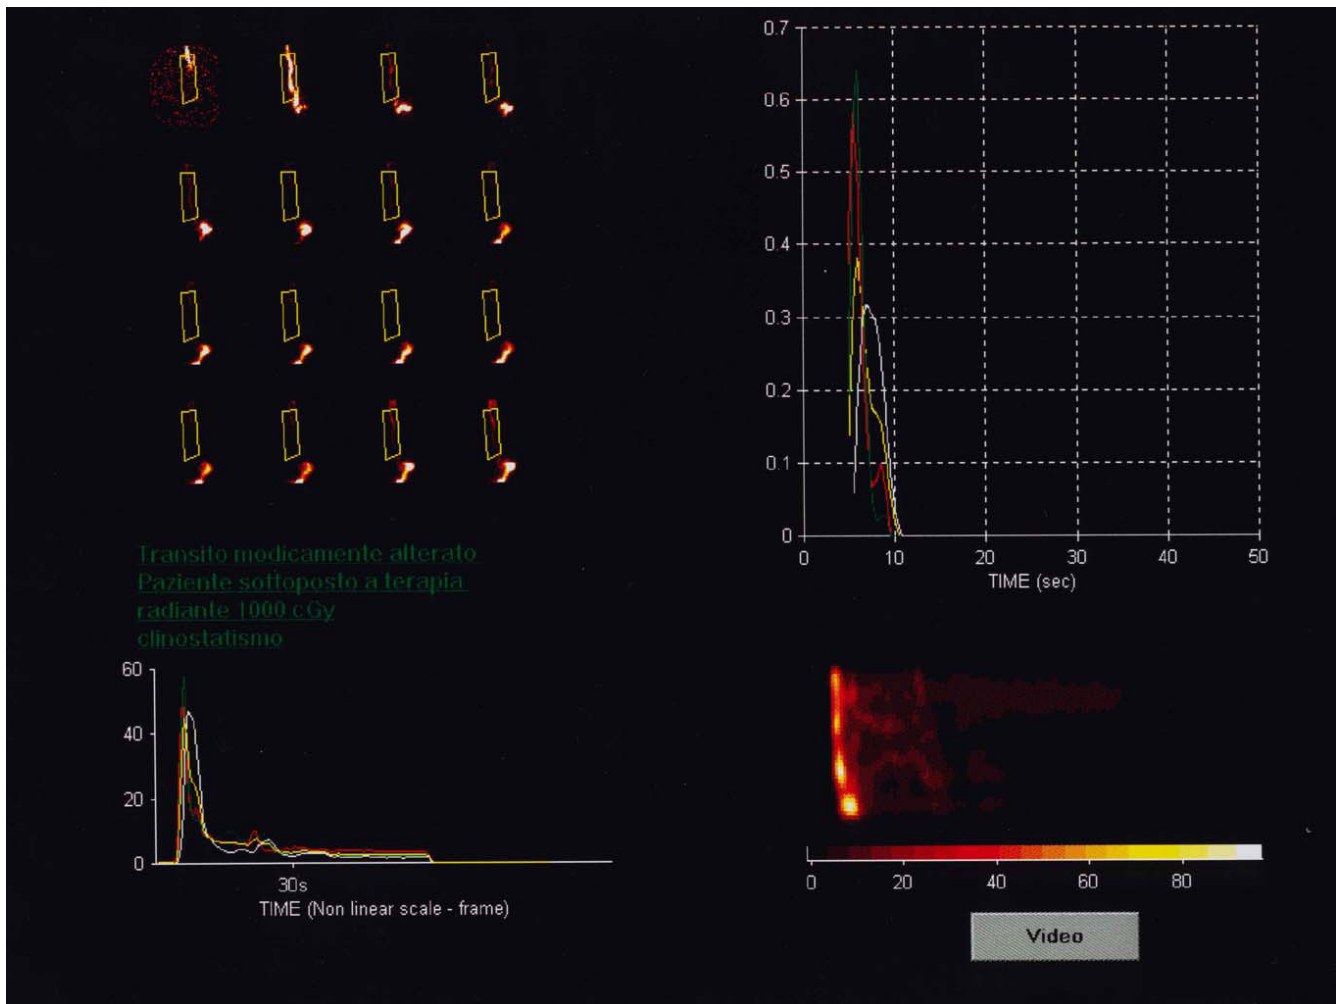 0.7
0.6
0.5
0.4
0.3
0.2
0.1
0
0 10 20 30 40 50
TIME (sec)
Transito modicamente alterato
Paziente sottoposto a terapia
radiante 1000 cGy
clinostatismo
60
40
20
0
30s
TIME (Non linear scale - frame)
0 20 40 60 80
Video